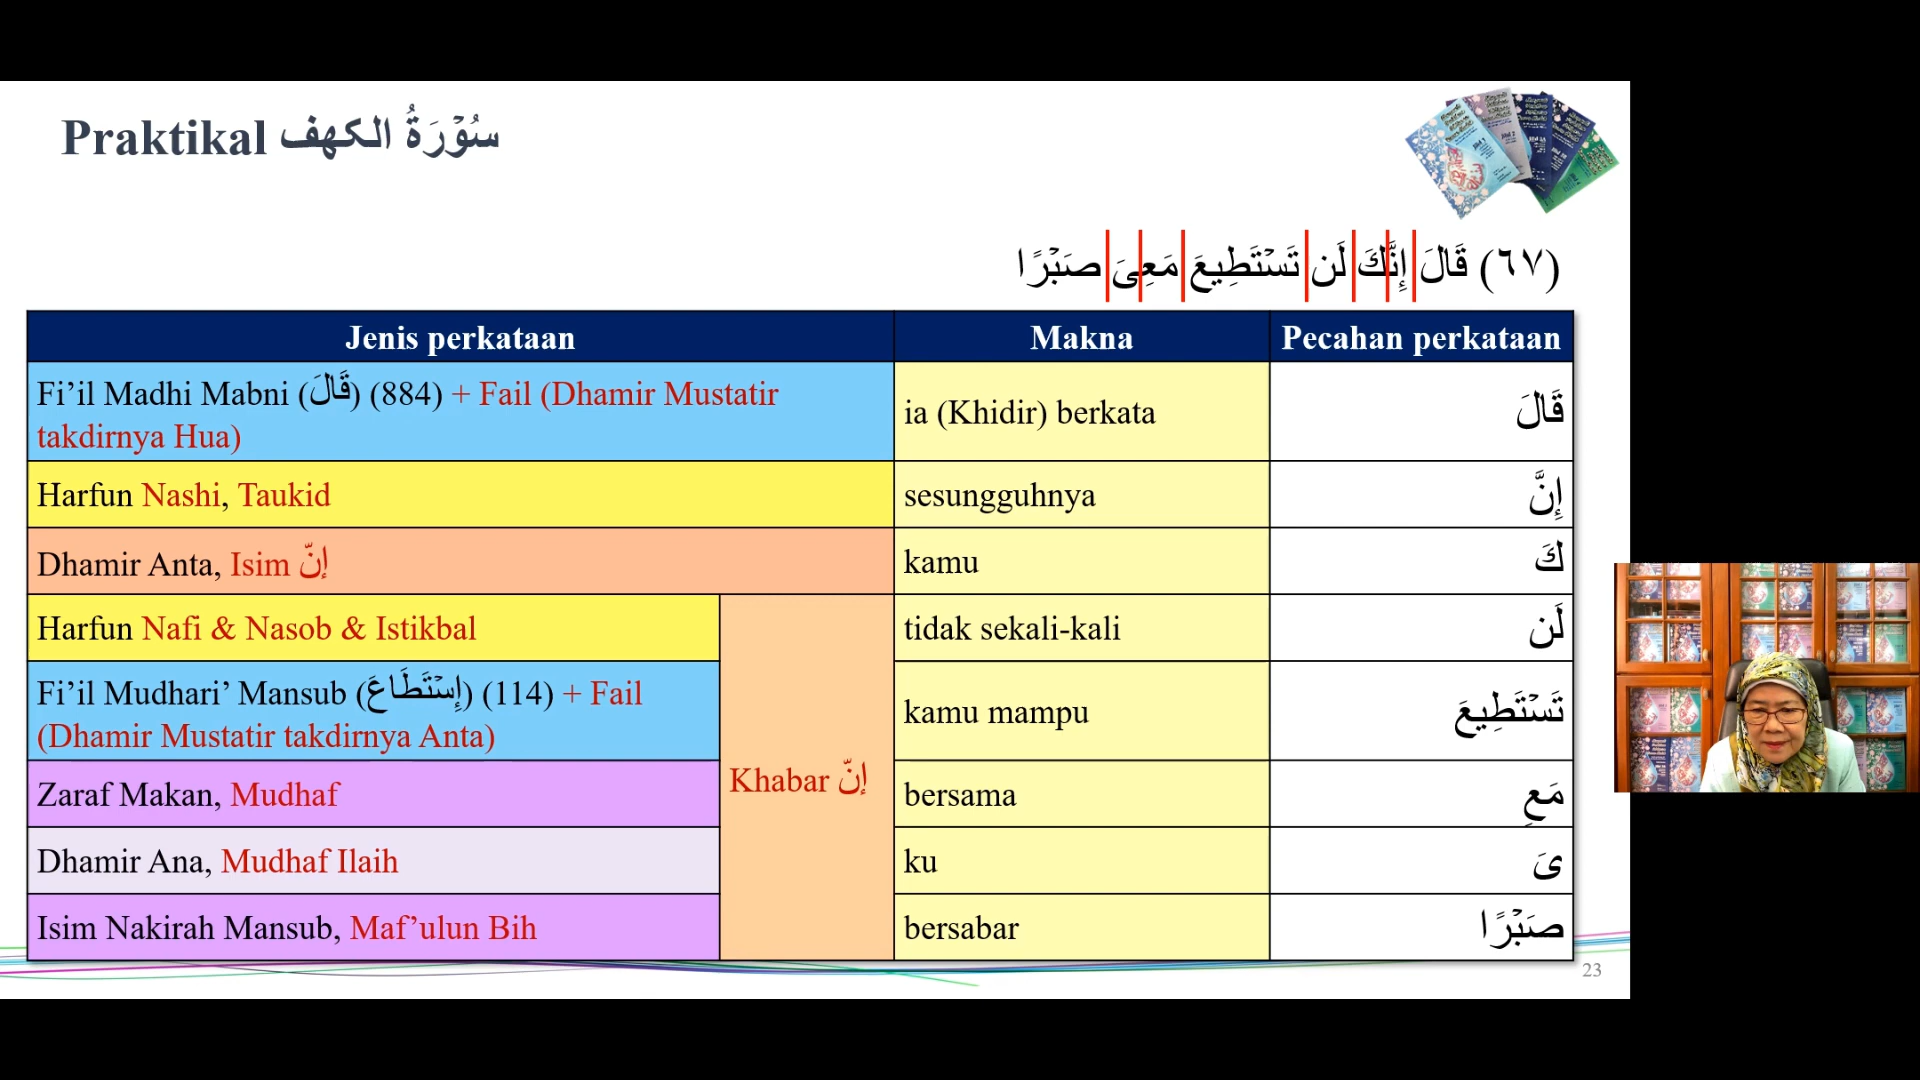 Praktikal سُوْرَةُ الكهف
(٦٧) قَالَ إِنَّكَ لَن تَسْتَطِيعَ مَعِىَ صَبْرًا
Jenis perkataan Makna Pecahan perkataan
Fi’il Madhi Mabni (قَالَ) (884) + Fail (Dhamir Mustatir
takdirnya Hua)
ia (Khidir) berkata
قَالَ
Harfun Nashi, Taukid
sesungguhnya
إِنَّ
Dhamir Anta, Isim إنّ
kamu
كَ
Harfun Nafi & Nasob & Istikbal
tidak sekali-kali
لَن
Fi’il Mudhari’ Mansub (إِسْتَطَاعَ) (114) + Fail
(Dhamir Mustatir takdirnya Anta)
kamu mampu
تَسْتَطِيعَ
Khabar إنّ
Zaraf Makan, Mudhaf
bersama
مَعِ
Dhamir Ana, Mudhaf Ilaih
ku
ىَ
Isim Nakirah Mansub, Maf’ulun Bih
bersabar
صَبْرًا
23